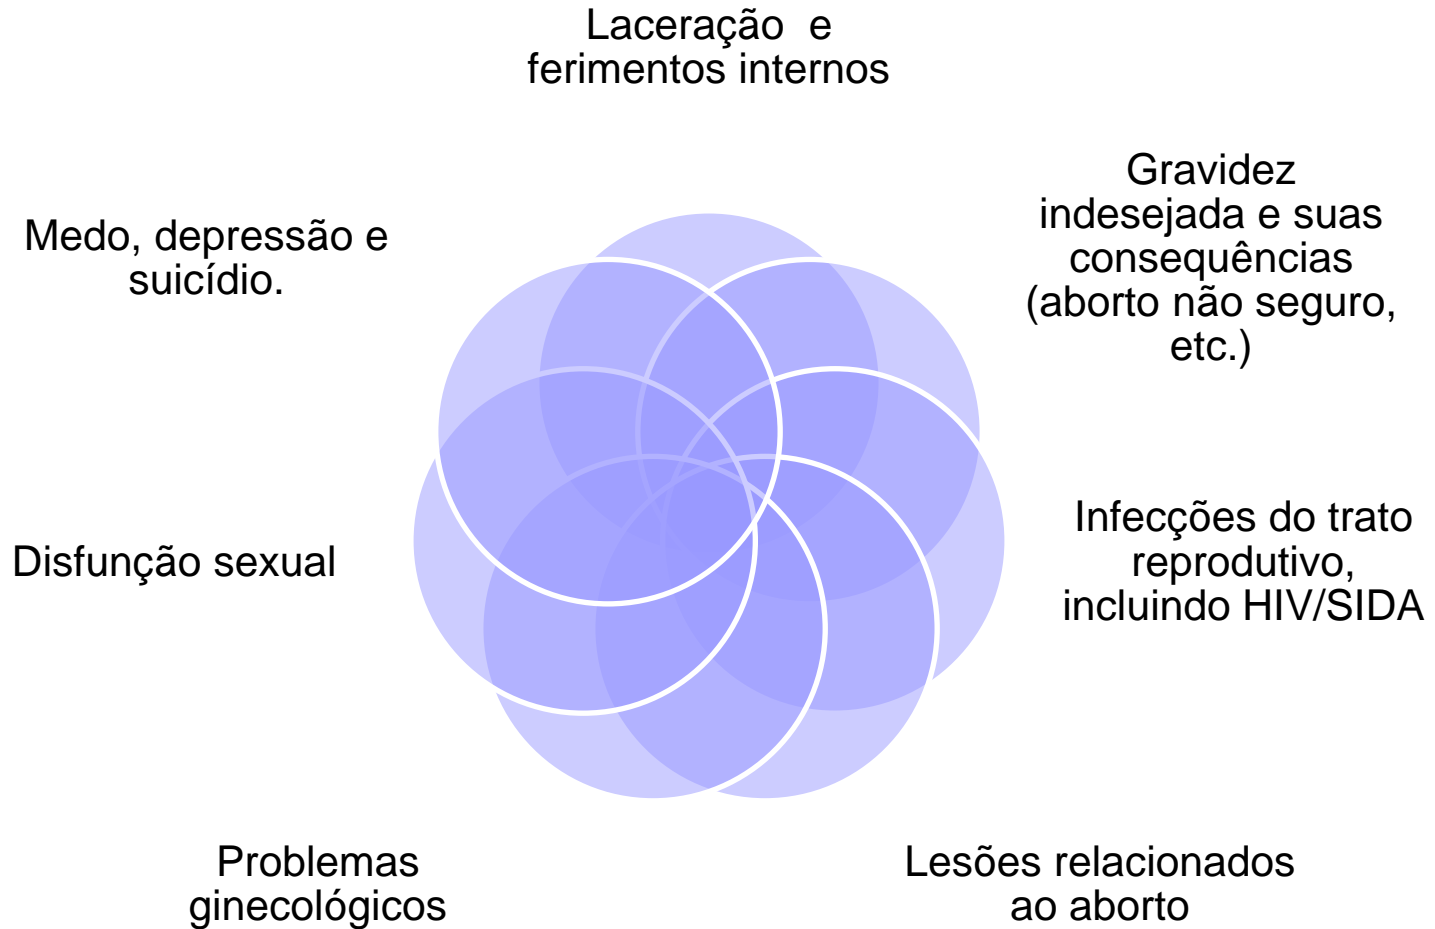 Laceração e
ferimentos internos
Gravidez
indesejada e suas
consequências
(aborto não seguro,
etc.)
Infecções do trato
reprodutivo,
incluindo HIV/SIDA
Lesões relacionados
ao aborto
Problemas
ginecológicos
Disfunção sexual
Medo, depressão e
suicídio.